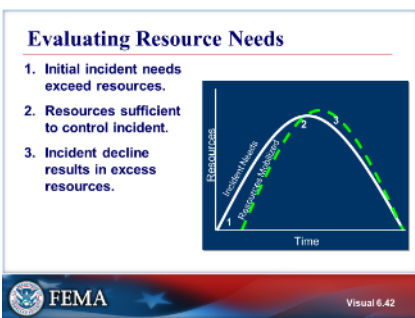 Evaluating Resource Needs
1. Initial incident needs
exceed resources.
2. Resources sufficient
to control incident.
3. Incident decline
results in excess
resources.
Resources
Incident Needs
Resources Mobilized
1
2
3
Time
FEMA
Visual 6.42